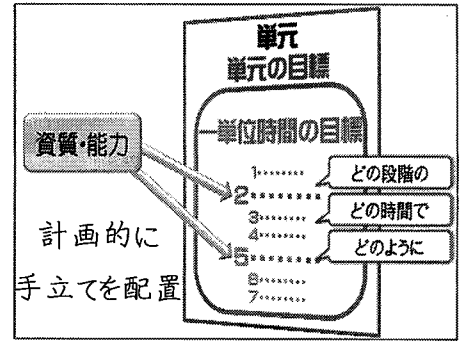 単元
単元の目標
一単位時間の目標
資質・能力
1・・・・・・・・
2・・・・・・・・
3・・・・・・・・
4・・・・・・・・
5・・・・・・・・
6・・・・・・・・
7・・・・・・・・
どの段階の
どの時間で
どのように
計画的に
手立てを配置